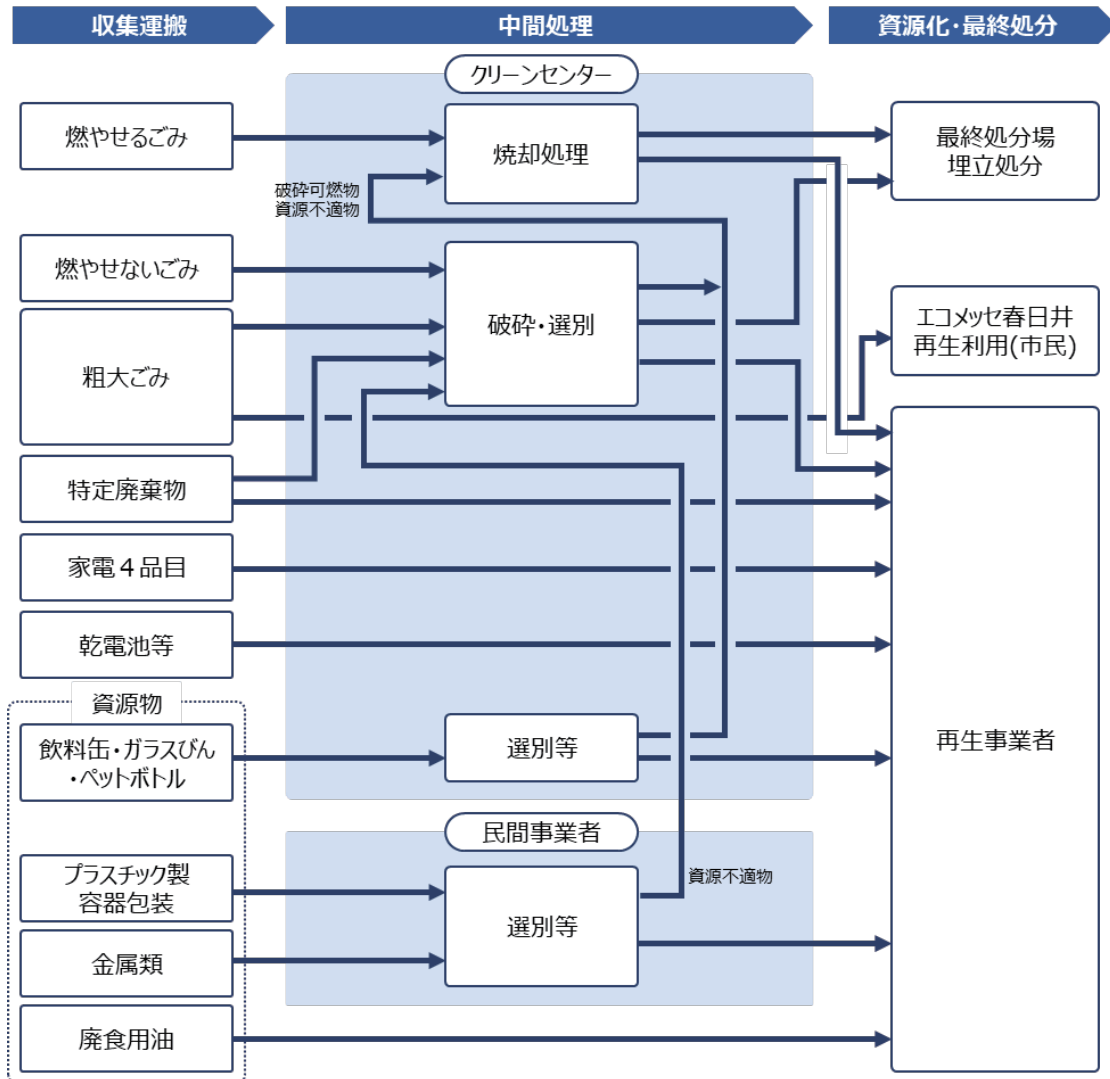 収集運搬
中間処理
資源化・最終処分
クリーンセンター
燃やせるごみ
焼却処理
最終処分場
埋立処分
破砕可燃物
資源不適物
燃やせないごみ
破砕・選別
エコメッセ春日井
再生利用(市民)
粗大ごみ
特定廃棄物
家電４品目
乾電池等
資源物
飲料缶・ガラスびん
・ペットボトル
選別等
再生事業者
民間事業者
プラスチック製
容器包装
選別等
資源不適物
金属類
廃食用油